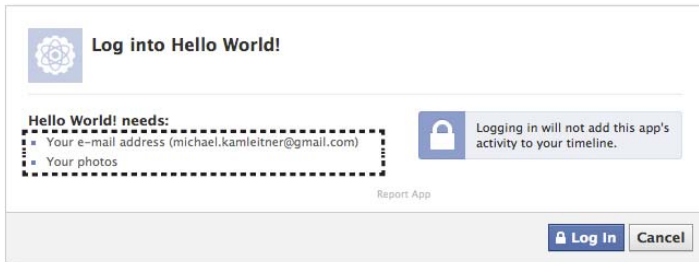 Log into Hello World!
Hello World! needs:
Your e-mail address (michael.kamleitner@gmail.com)
Your photos
Logging in will not add this app's
activity to your timeline.
Report App
Log In
Cancel